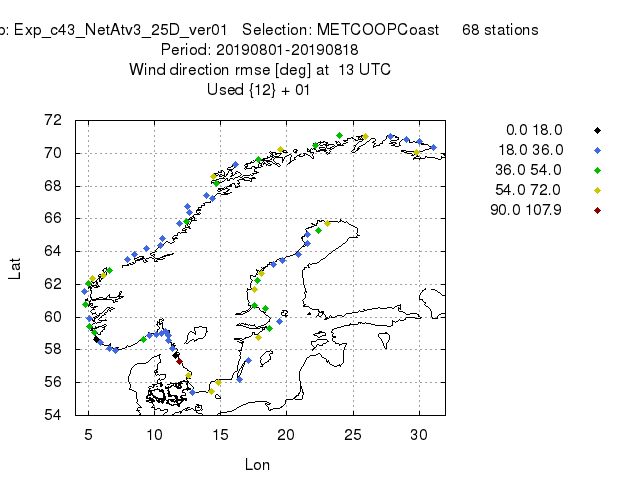 : Exp_c43_NetAtv3_25D_ver01 Selection: METCOOPCoast 68 stations
Period: 20190801-20190818
Wind direction rmse [deg] at 13 UTC
Used {12} + 01
72
70
68
66
64
62
60
58
56
54
5 10 15 20 25 30
Lat
Lon
0.0 18.0
18.0 36.0
36.0 54.0
54.0 72.0
90.0 107.9